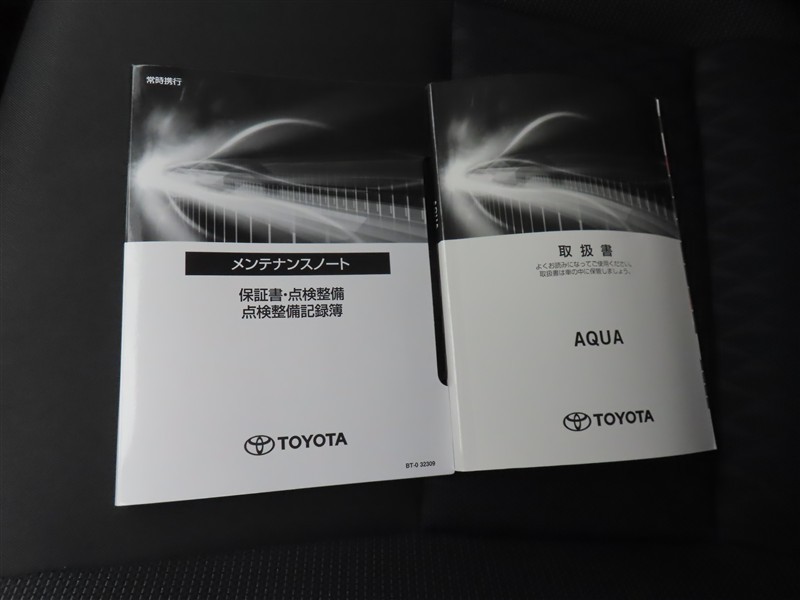 常時携行
メンテナンスノート
保証書・点検整備
点検整備記録簿
TOYOTA
BT-0 32309
AQUA
取扱書
よくお読みになってご使用ください。
取扱書は車の中に保管しましょう。
AQUA
TOYOTA